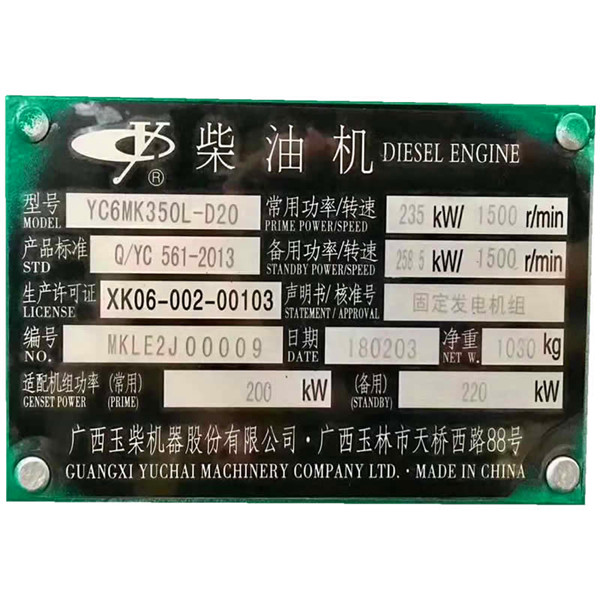 YC ® 柴油机 DIESEL ENGINE
型号 MODEL YC6MK350L-D20 常用功率/转速 PRIME POWER/SPEED 235 kW/ 1500 r/min
产品标准 STD Q/YC 561-2013 备用功率/转速 STANDBY POWER/SPEED 258.5 kW/ 1500 r/min
生产许可证 LICENSE XK06-002-00103 声明书/核准号 STATEMENT / APPROVAL 固定发电机组
编号 NO. MKLE2J00009 日期 DATE 180203 净重 NET W. 1030 kg
适配机组功率 GENSET POWER (常用) (PRIME) 200 kW (备用) (STANDBY) 220 kW
广西玉柴机器股份有限公司·广西玉林市天桥西路88号
GUANGXI YUCHAI MACHINERY COMPANY LTD. · MADE IN CHINA